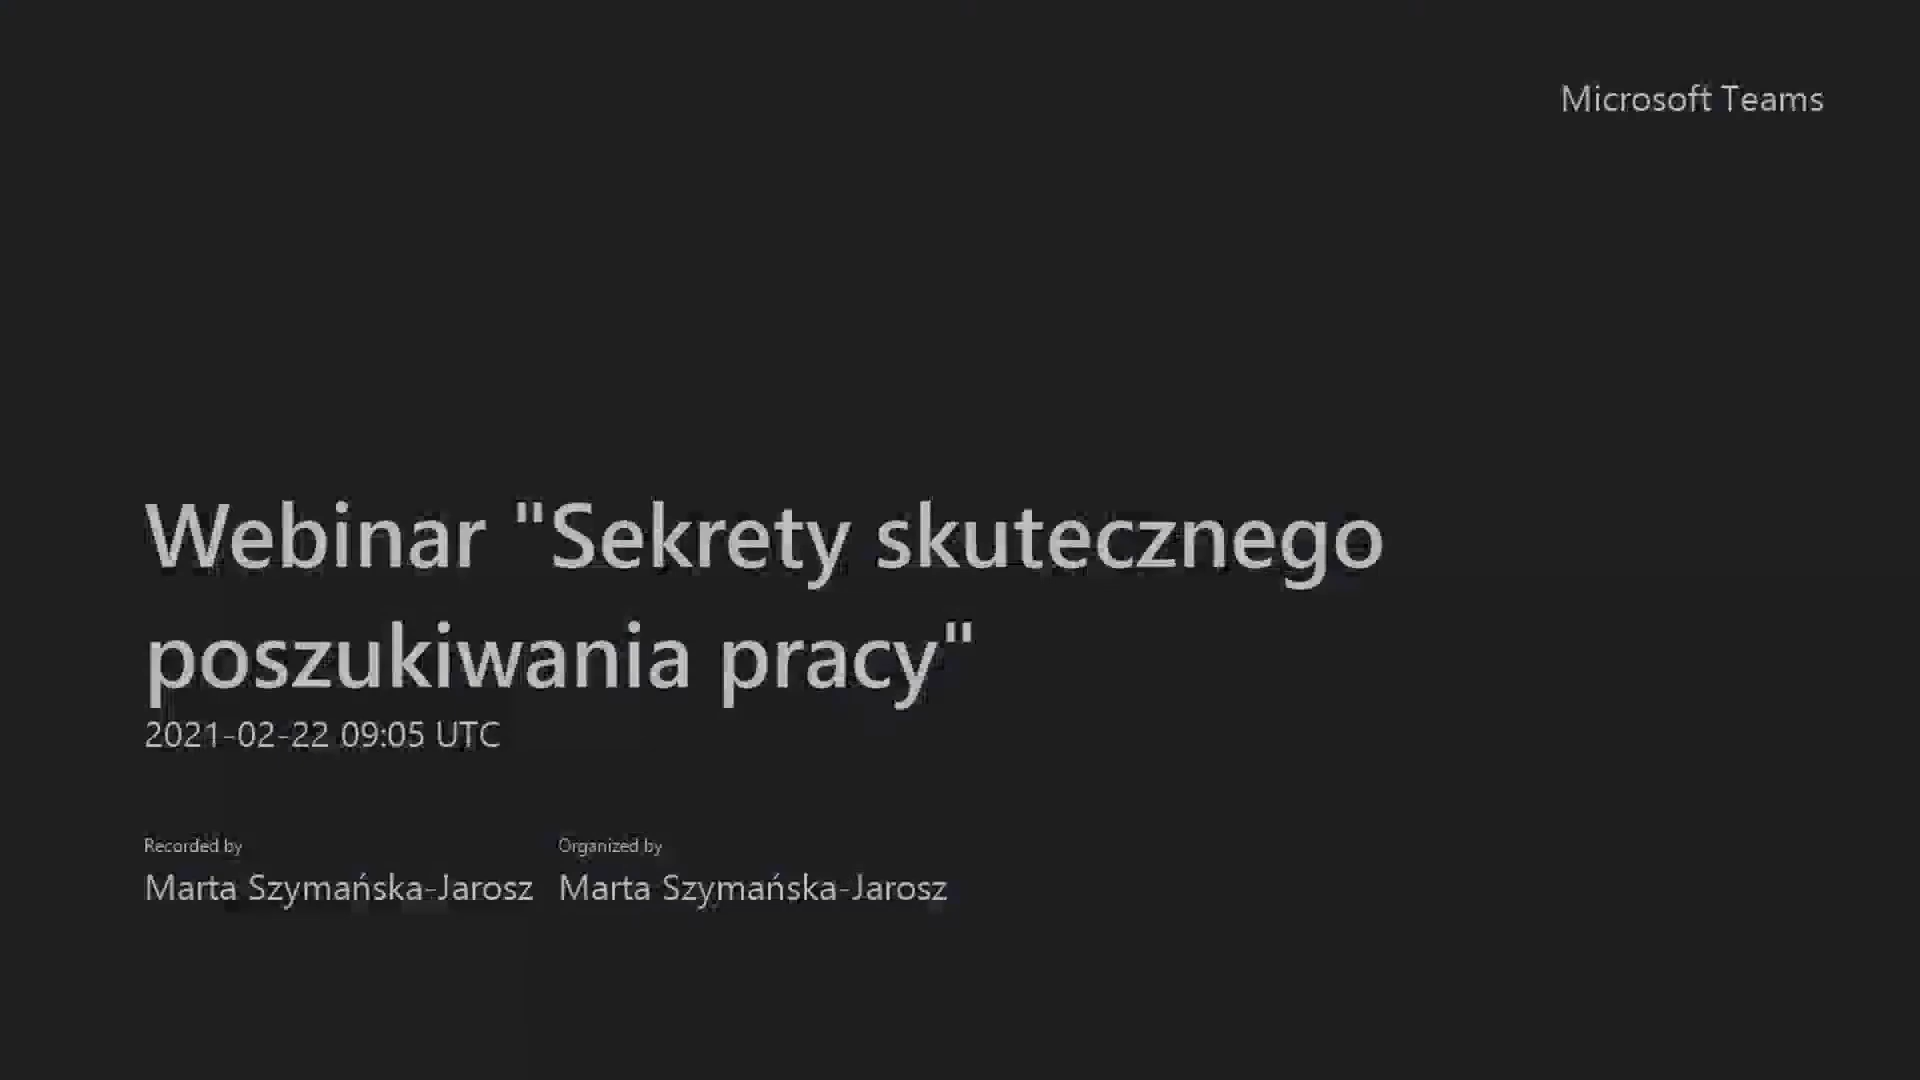 Microsoft Teams
Webinar "Sekrety skutecznego
poszukiwania pracy"
2021-02-22 09:05 UTC
Recorded by
Marta Szymańska-Jarosz
Organized by
Marta Szymańska-Jarosz